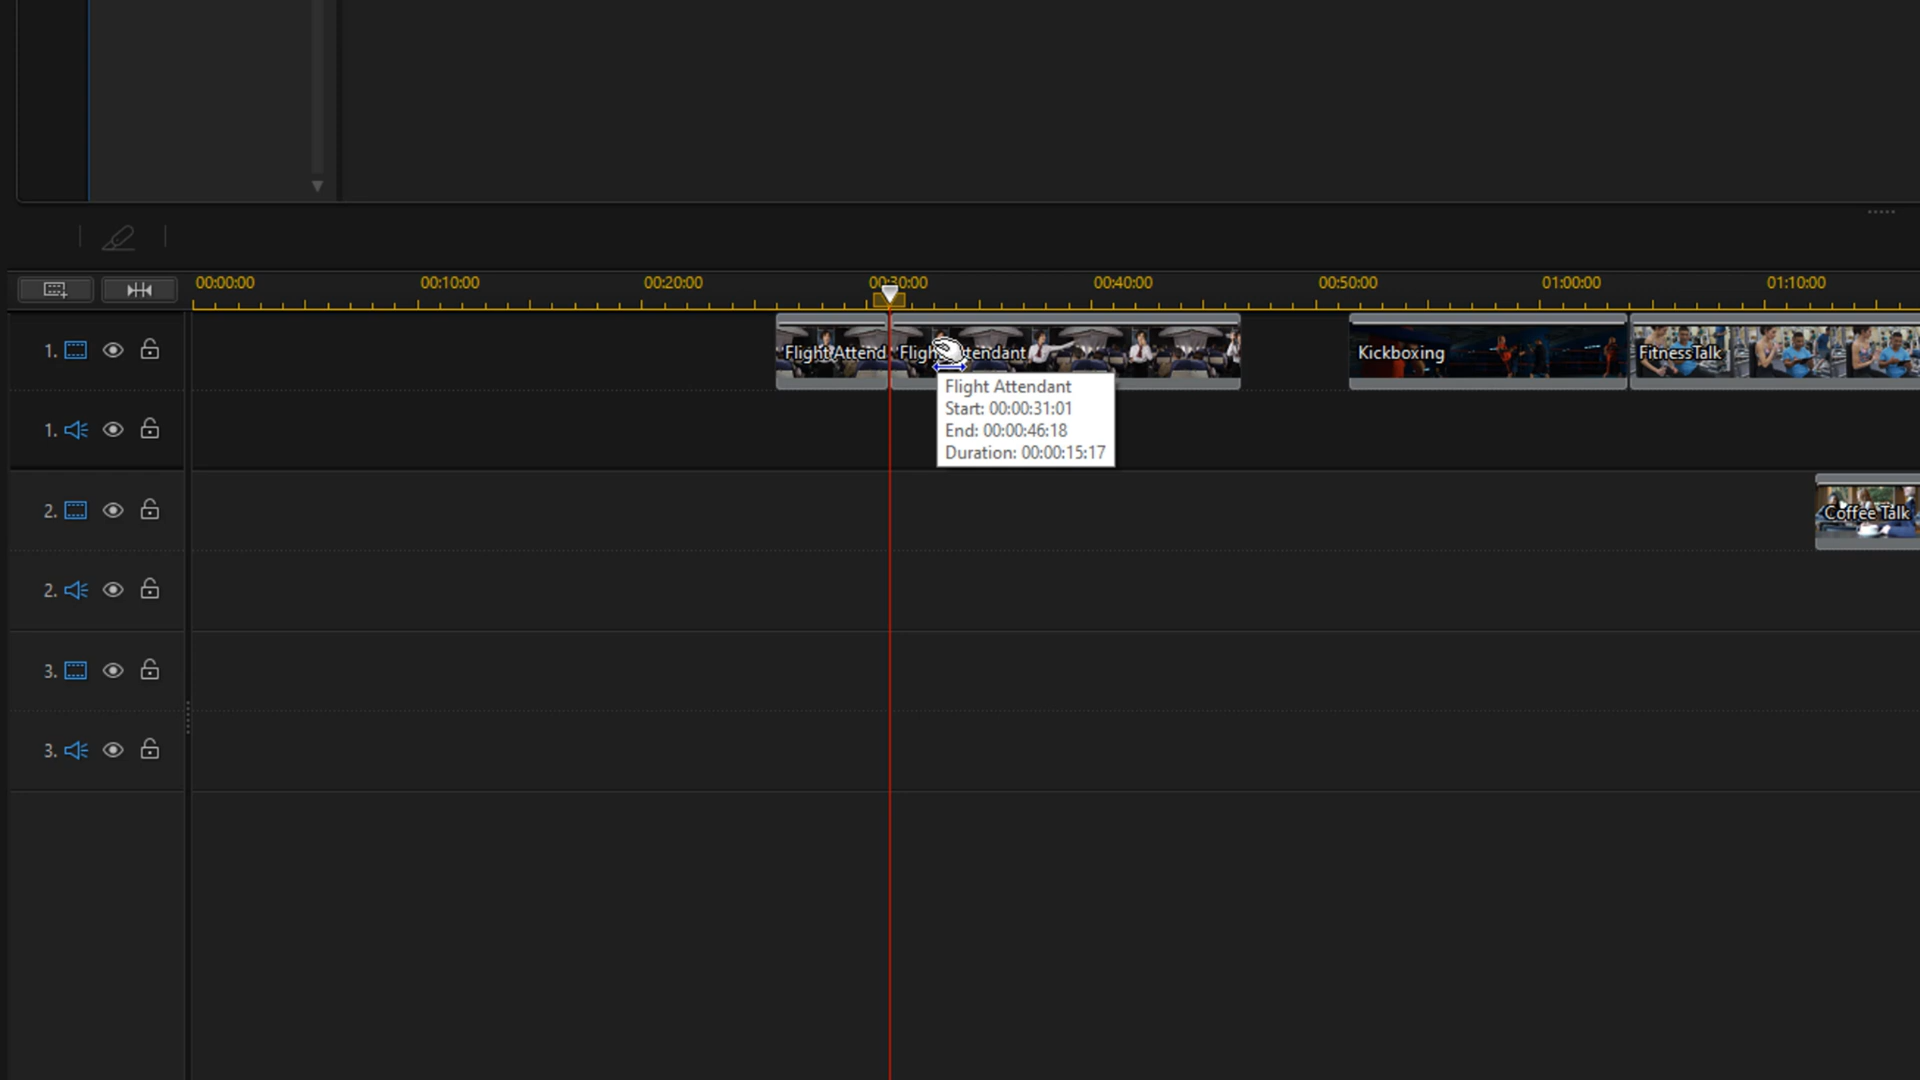 00:00:00 00:10:00 00:20:00 00:30:00 00:40:00 00:50:00 01:00:00 01:10:00
1. Flight Attend Flight Attendant Kickboxing FitnessTalk
Flight Attendant
Start: 00:00:31:01
End: 00:00:46:18
Duration: 00:00:15:17
1.
2. Coffee Talk
2.
3.
3.